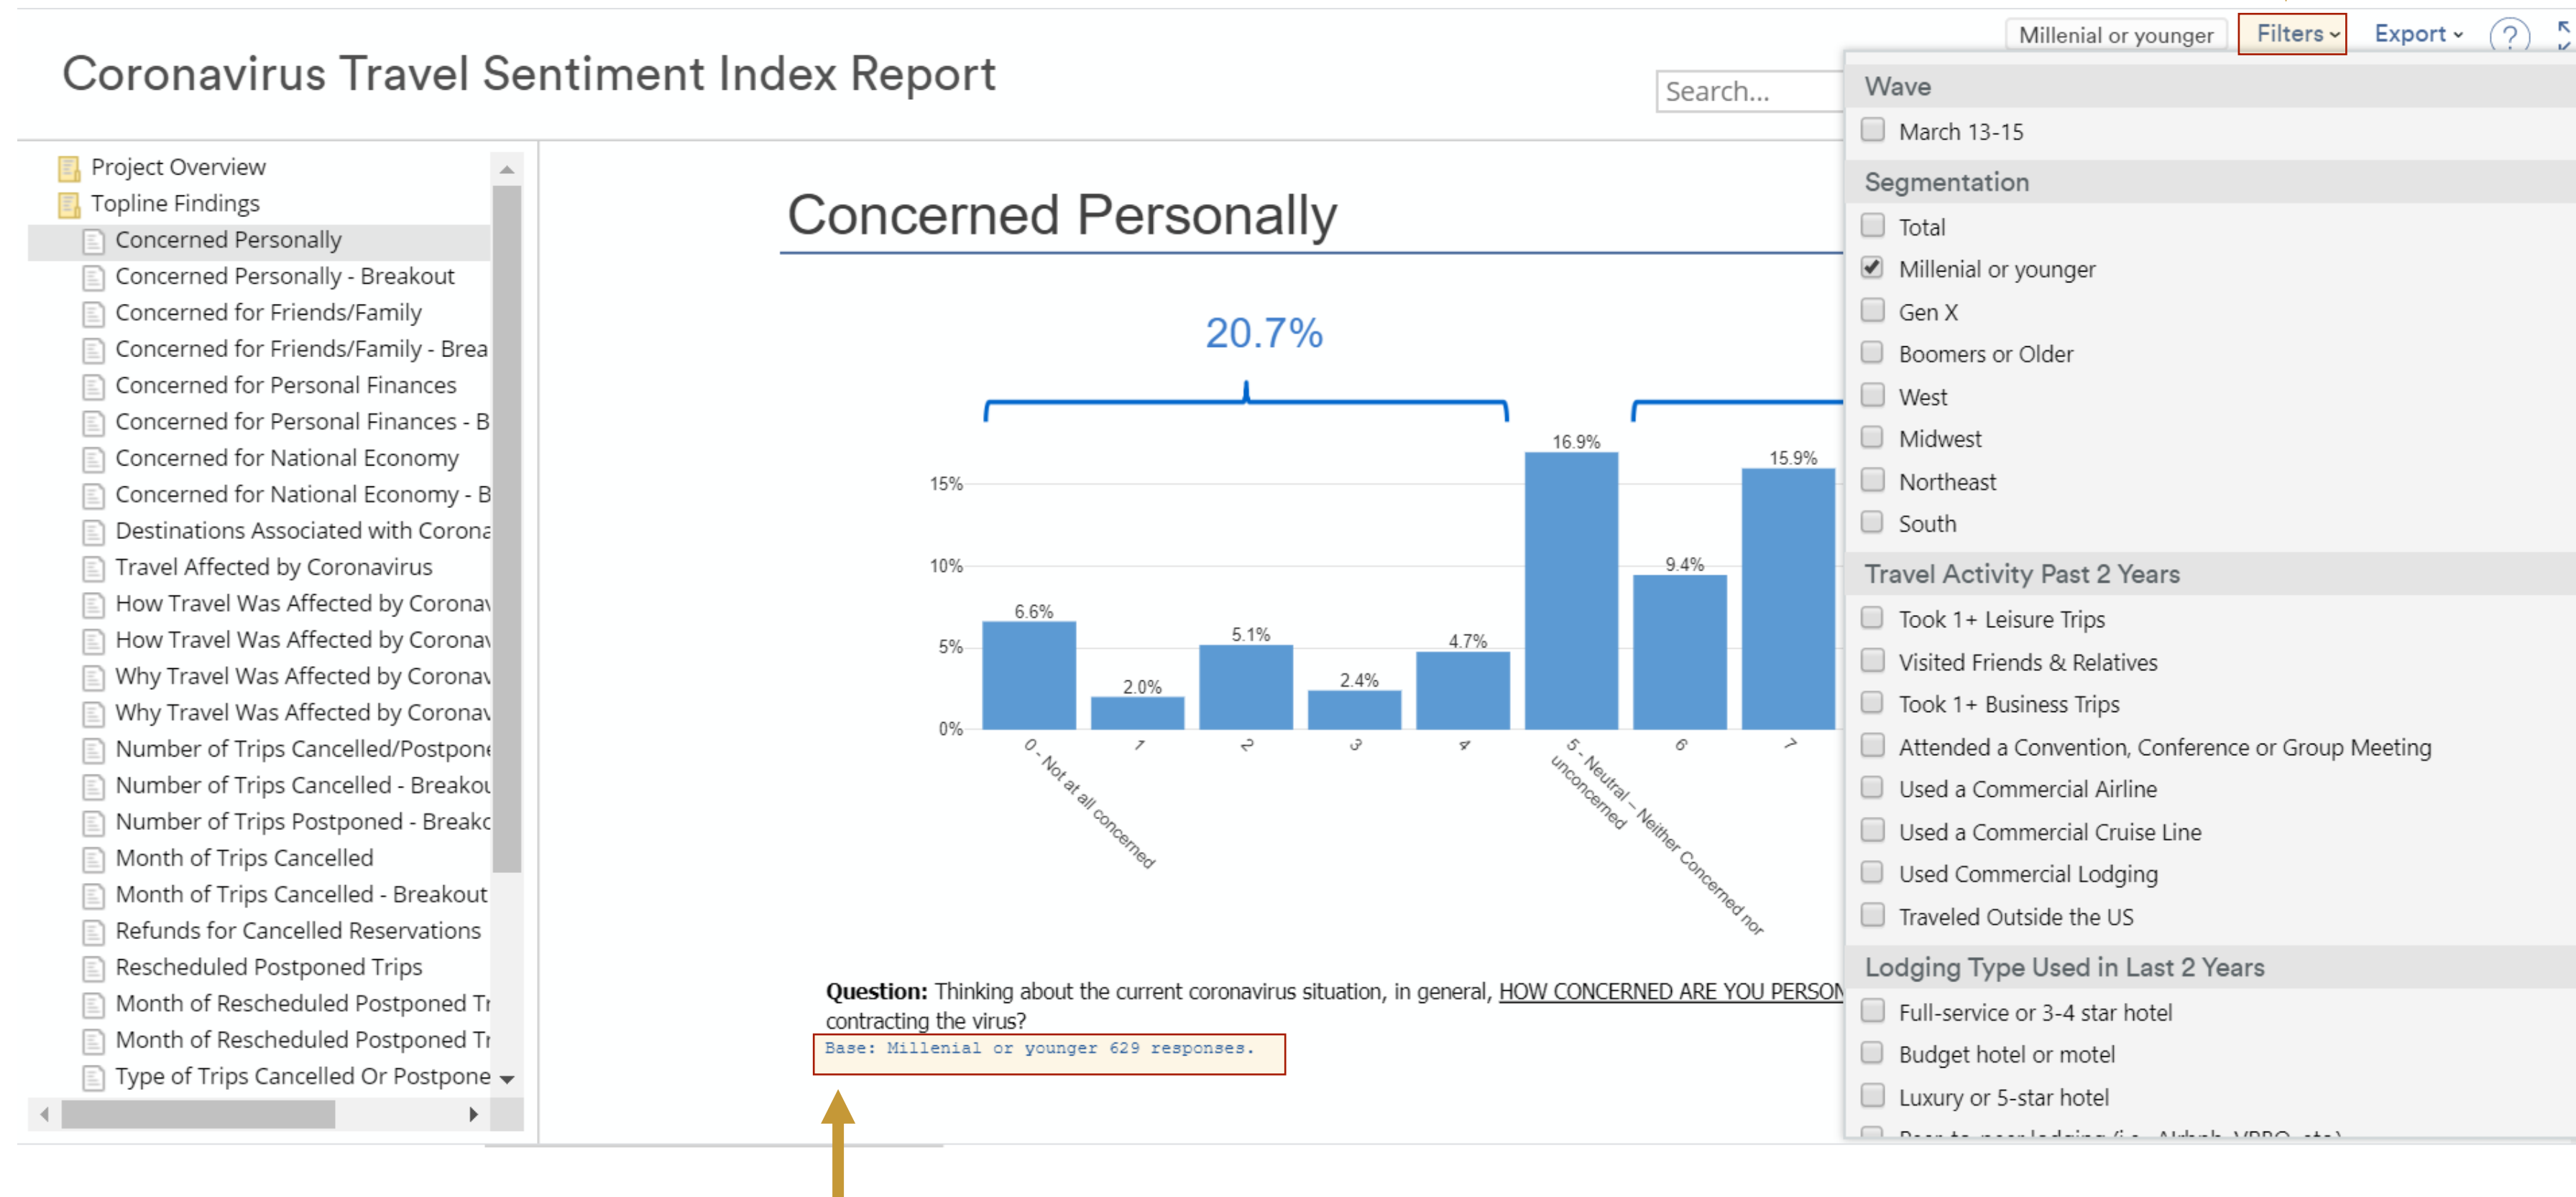 Millenial or younger
Filters
Export
?
Coronavirus Travel Sentiment Index Report
Search...
Project Overview
Topline Findings
Concerned Personally
Concerned Personally - Breakout
Concerned for Friends/Family
Concerned for Friends/Family - Brea
Concerned for Personal Finances
Concerned for Personal Finances - B
Concerned for National Economy
Concerned for National Economy - B
Destinations Associated with Corona
Travel Affected by Coronavirus
How Travel Was Affected by Coronav
How Travel Was Affected by Coronav
Why Travel Was Affected by Coronav
Why Travel Was Affected by Coronav
Number of Trips Cancelled/Postpone
Number of Trips Cancelled - Breakou
Number of Trips Postponed - Breako
Month of Trips Cancelled
Month of Trips Cancelled - Breakout
Refunds for Cancelled Reservations
Rescheduled Postponed Trips
Month of Rescheduled Postponed Tr
Month of Rescheduled Postponed Tr
Type of Trips Cancelled Or Postpone
Concerned Personally
20.7%
15%
10%
5%
0%
6.6%
2.0%
5.1%
2.4%
4.7%
16.9%
9.4%
15.9%
0 - Not at all concerned
1
2
3
4
5 - Neutral – Neither Concerned nor
unconcerned
6
7
Question: Thinking about the current coronavirus situation, in general, HOW CONCERNED ARE YOU PERSON
contracting the virus?
Base: Millenial or younger 629 responses.
Wave
March 13-15
Segmentation
Total
Millenial or younger
Gen X
Boomers or Older
West
Midwest
Northeast
South
Travel Activity Past 2 Years
Took 1+ Leisure Trips
Visited Friends & Relatives
Took 1+ Business Trips
Attended a Convention, Conference or Group Meeting
Used a Commercial Airline
Used a Commercial Cruise Line
Used Commercial Lodging
Traveled Outside the US
Lodging Type Used in Last 2 Years
Full-service or 3-4 star hotel
Budget hotel or motel
Luxury or 5-star hotel